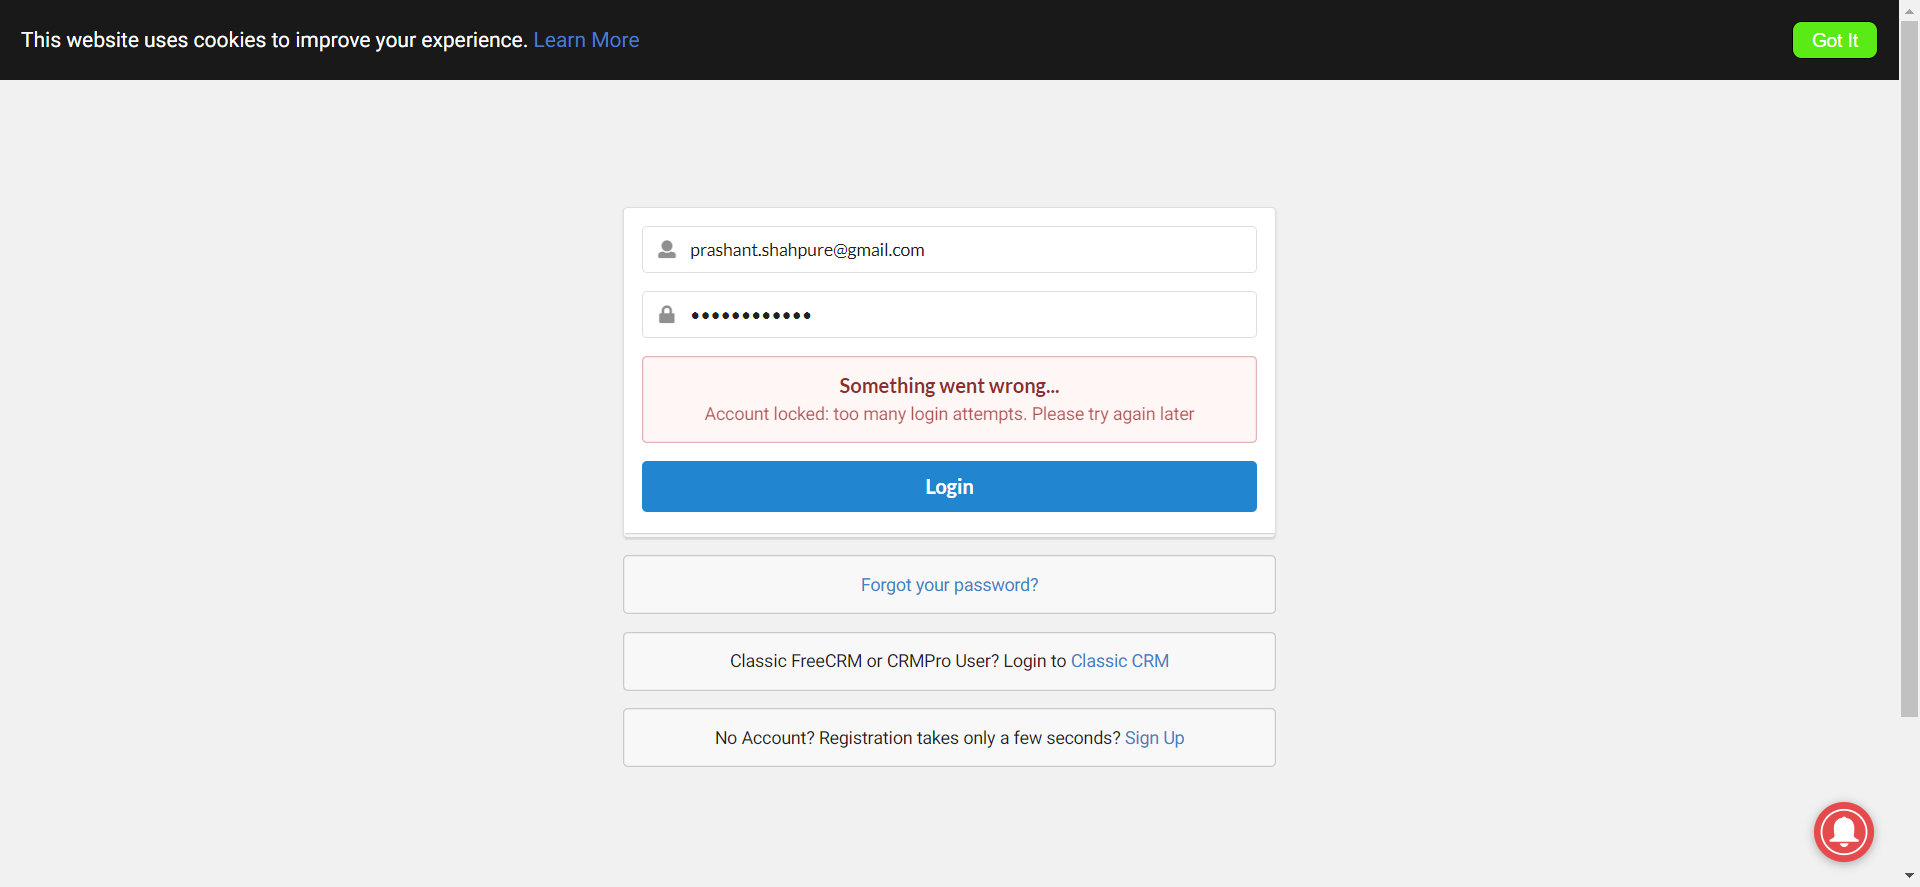 This website uses cookies to improve your experience. Learn More
Got It
prashant.shahpure@gmail.com
••••••••••••
Something went wrong...
Account locked: too many login attempts. Please try again later
Login
Forgot your password?
Classic FreeCRM or CRMPro User? Login to Classic CRM
No Account? Registration takes only a few seconds? Sign Up